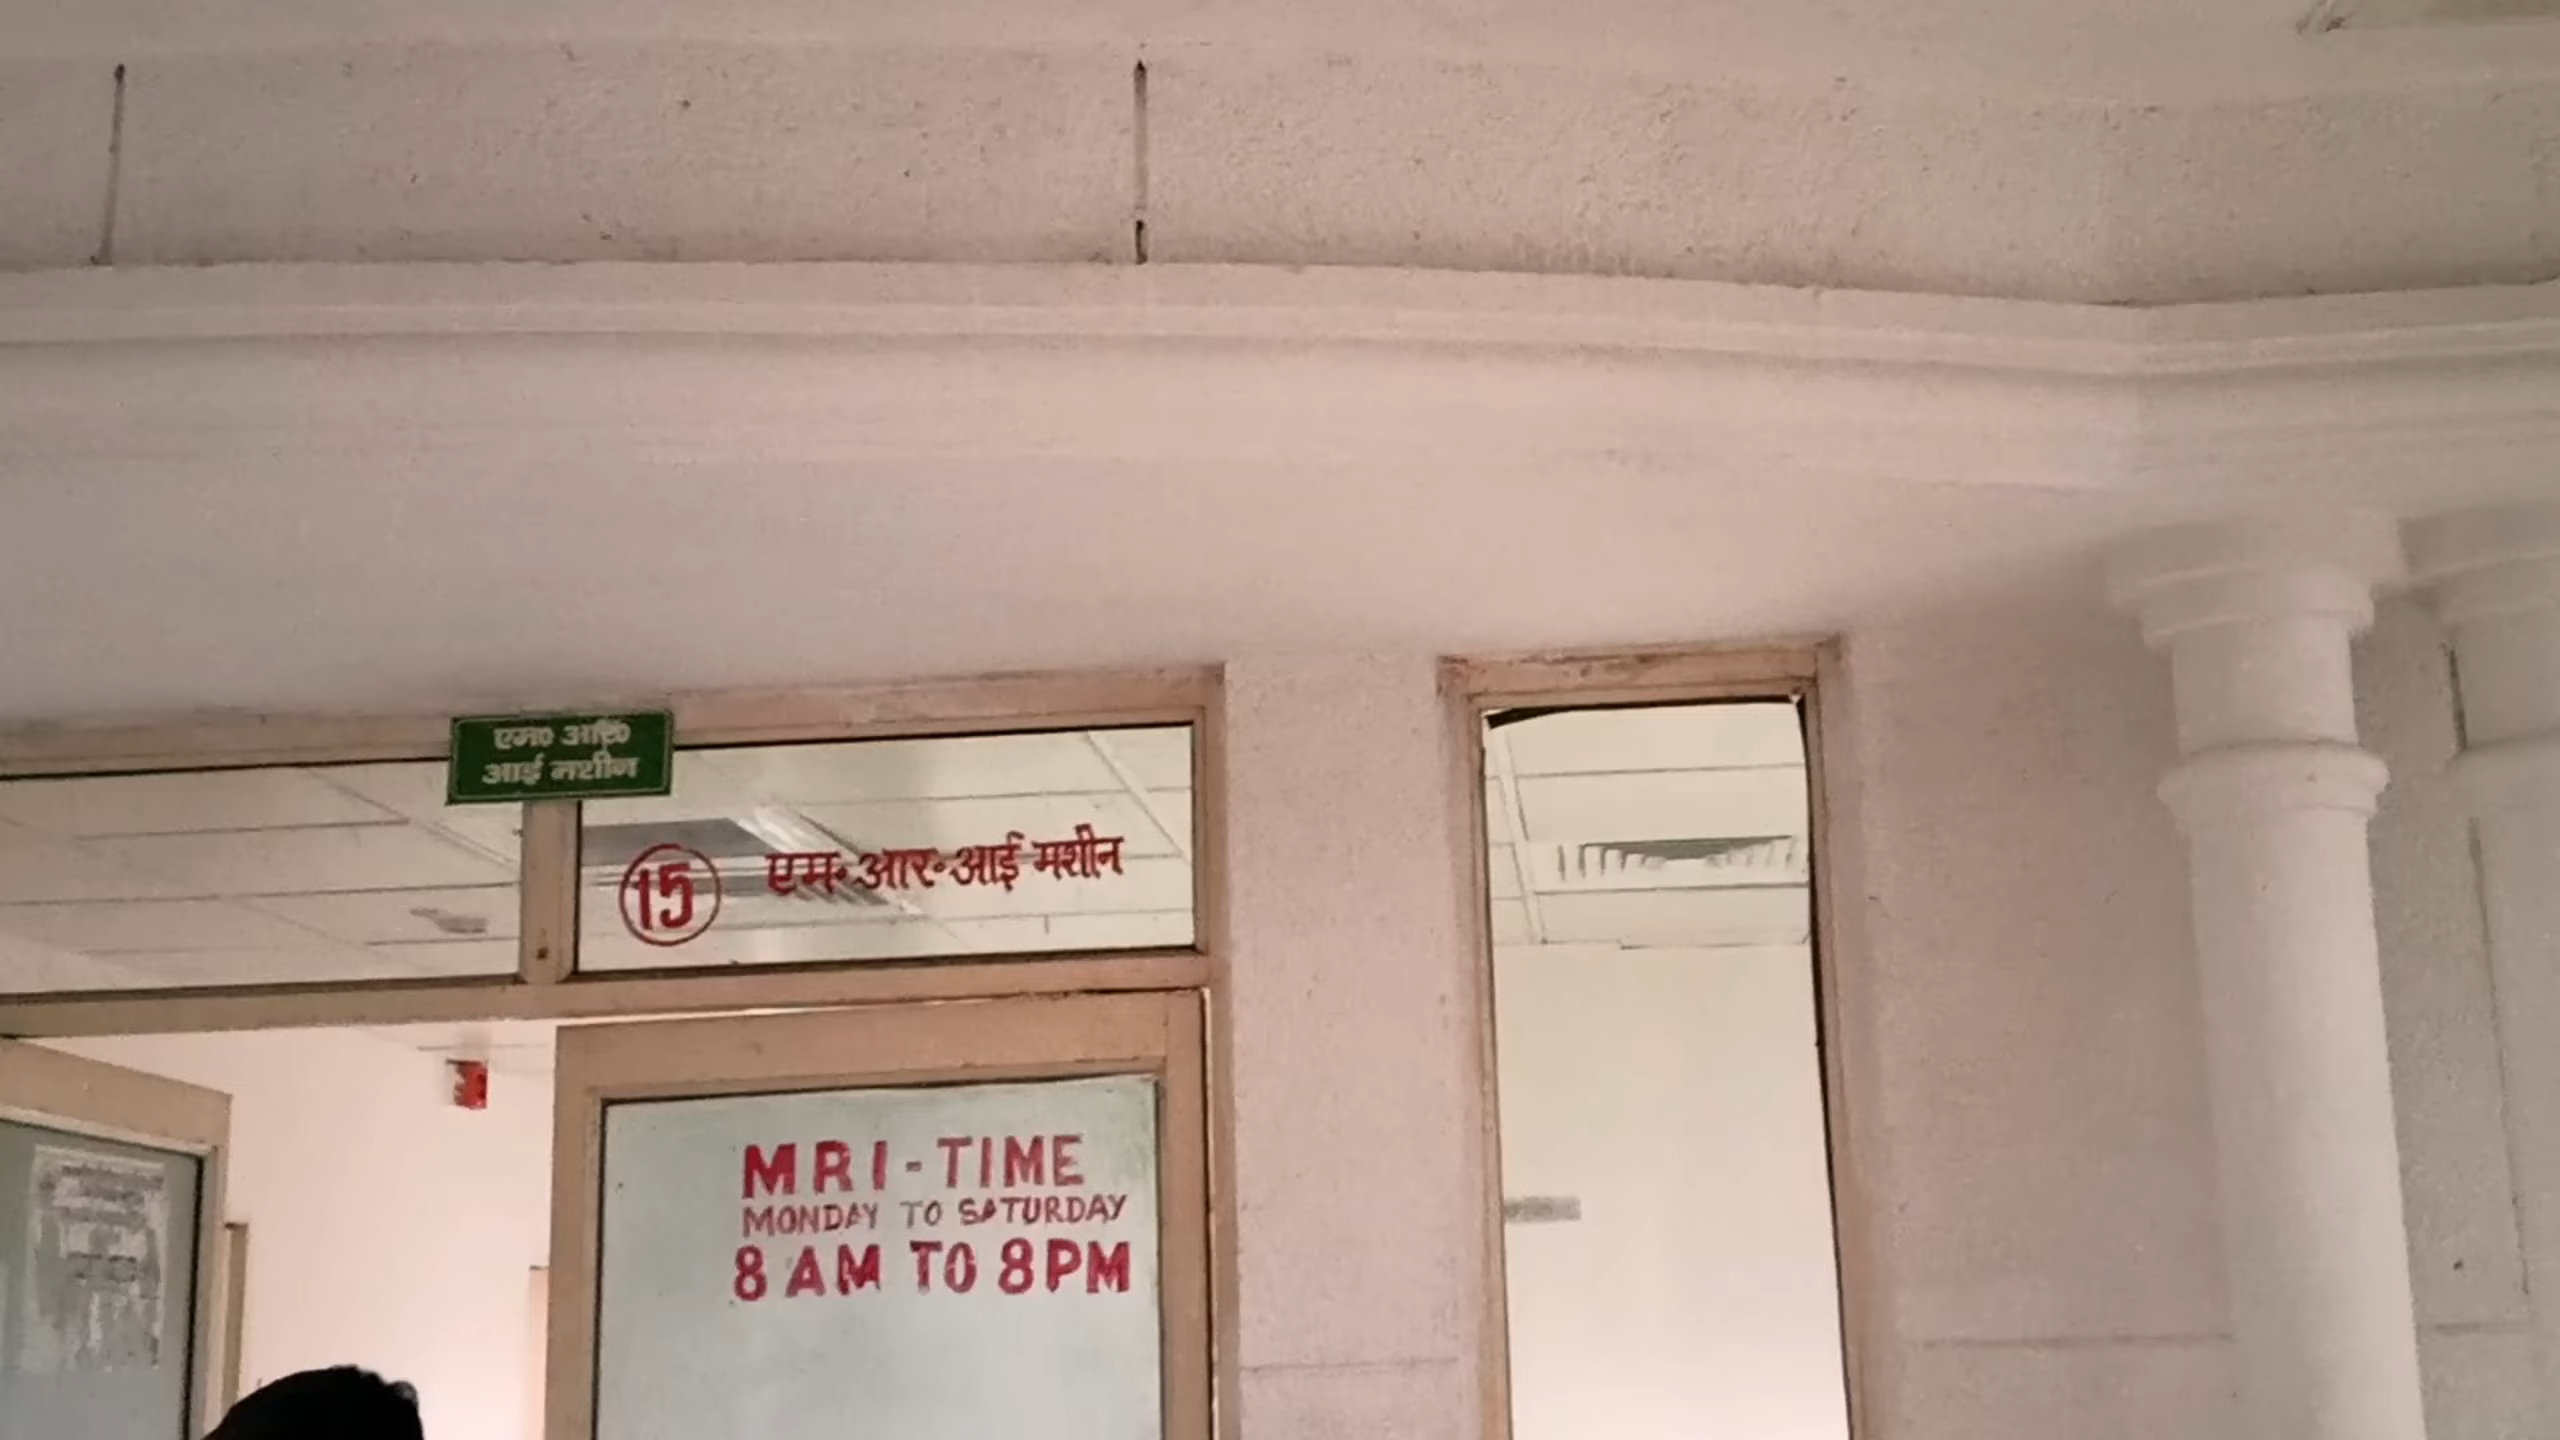 एम० आर०
आई मशीन
15 एम. आर. आई मशीन
MRI - TIME
MONDAY TO SATURDAY
8 AM TO 8 PM